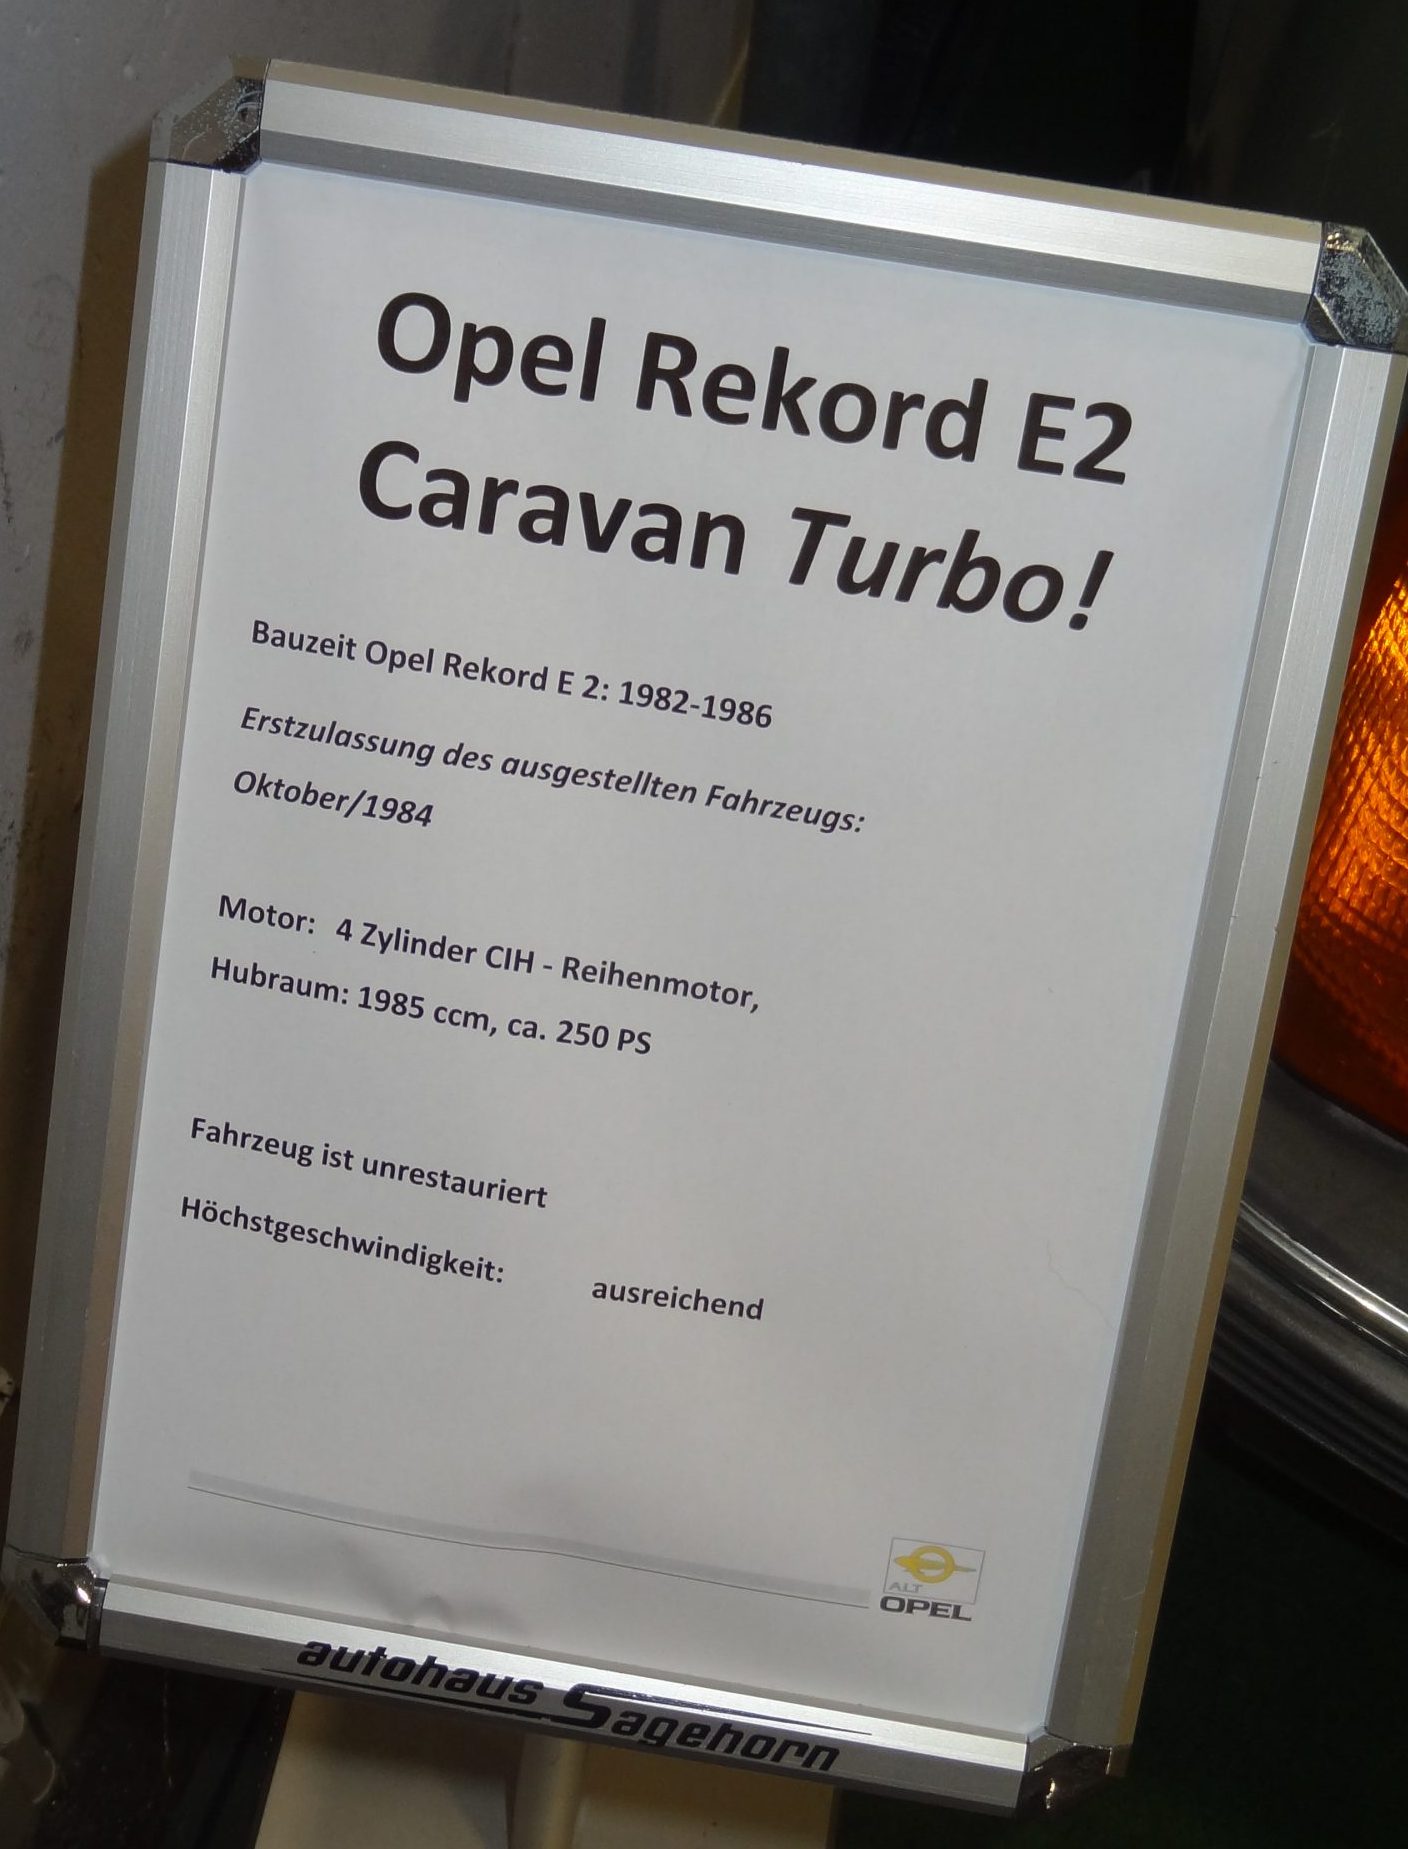 Opel Rekord E2
Caravan Turbo!
Bauzeit Opel Rekord E 2: 1982-1986
Erstzulassung des ausgestellten Fahrzeugs:
Oktober/1984
Motor: 4 Zylinder CIH - Reihenmotor,
Hubraum: 1985 ccm, ca. 250 PS
Fahrzeug ist unrestauriert
Höchstgeschwindigkeit: ausreichend
ALT
OPEL
autohaus Sagehorn